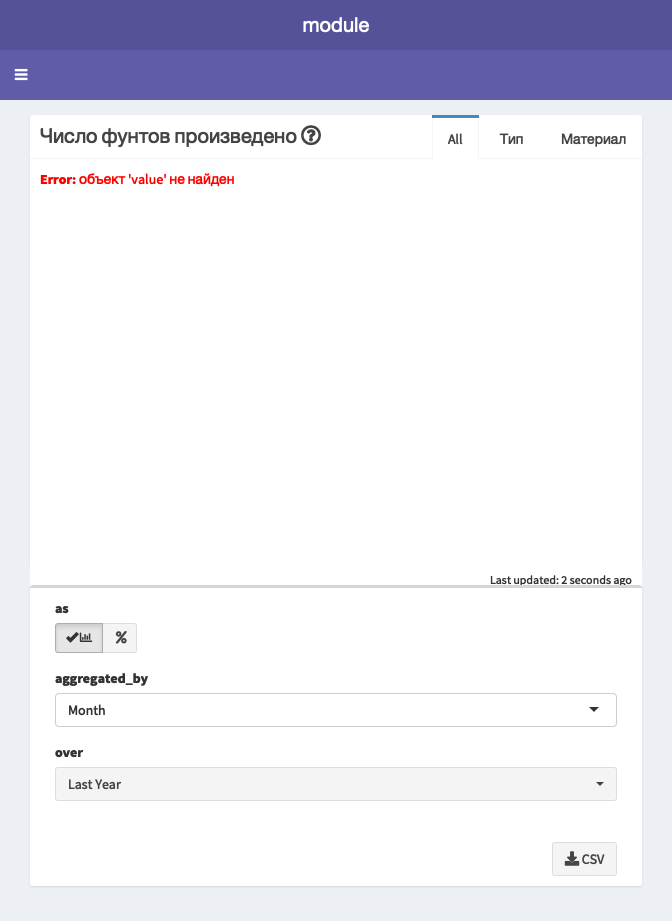 module
Число фунтов произведено
All
Тип
Материал
Error: объект 'value' не найден
Last updated: 2 seconds ago
as
%
aggregated_by
Month
over
Last Year
CSV